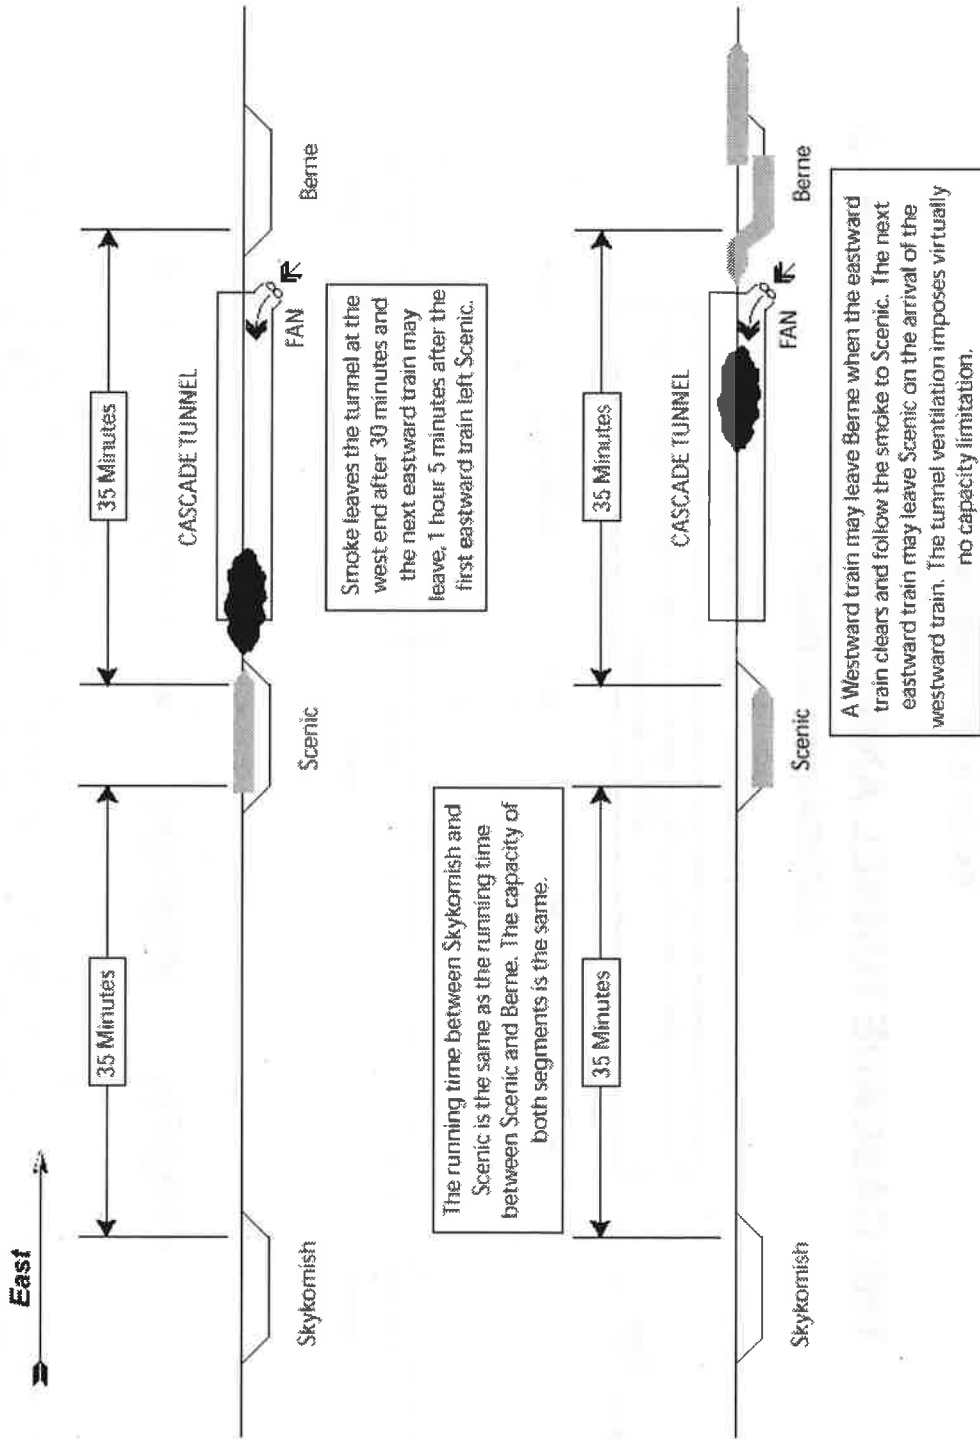 East
35 Minutes
35 Minutes
CASCADE TUNNEL
FAN
Skykomish
Scenic
Berne
Smoke leaves the tunnel at the
west end after 30 minutes and
the next eastward train may
leave, 1 hour 5 minutes after the
first eastward train left Scenic.
The running time between Skykomish and
Scenic is the same as the running time
between Scenic and Berne. The capacity of
both segments is the same.
35 Minutes
35 Minutes
CASCADE TUNNEL
FAN
Skykomish
Scenic
Berne
A Westward train may leave Berne when the eastward
train clears and follow the smoke to Scenic. The next
eastward train may leave Scenic on the arrival of the
westward train. The tunnel ventilation imposes virtually
no capacity limitation.